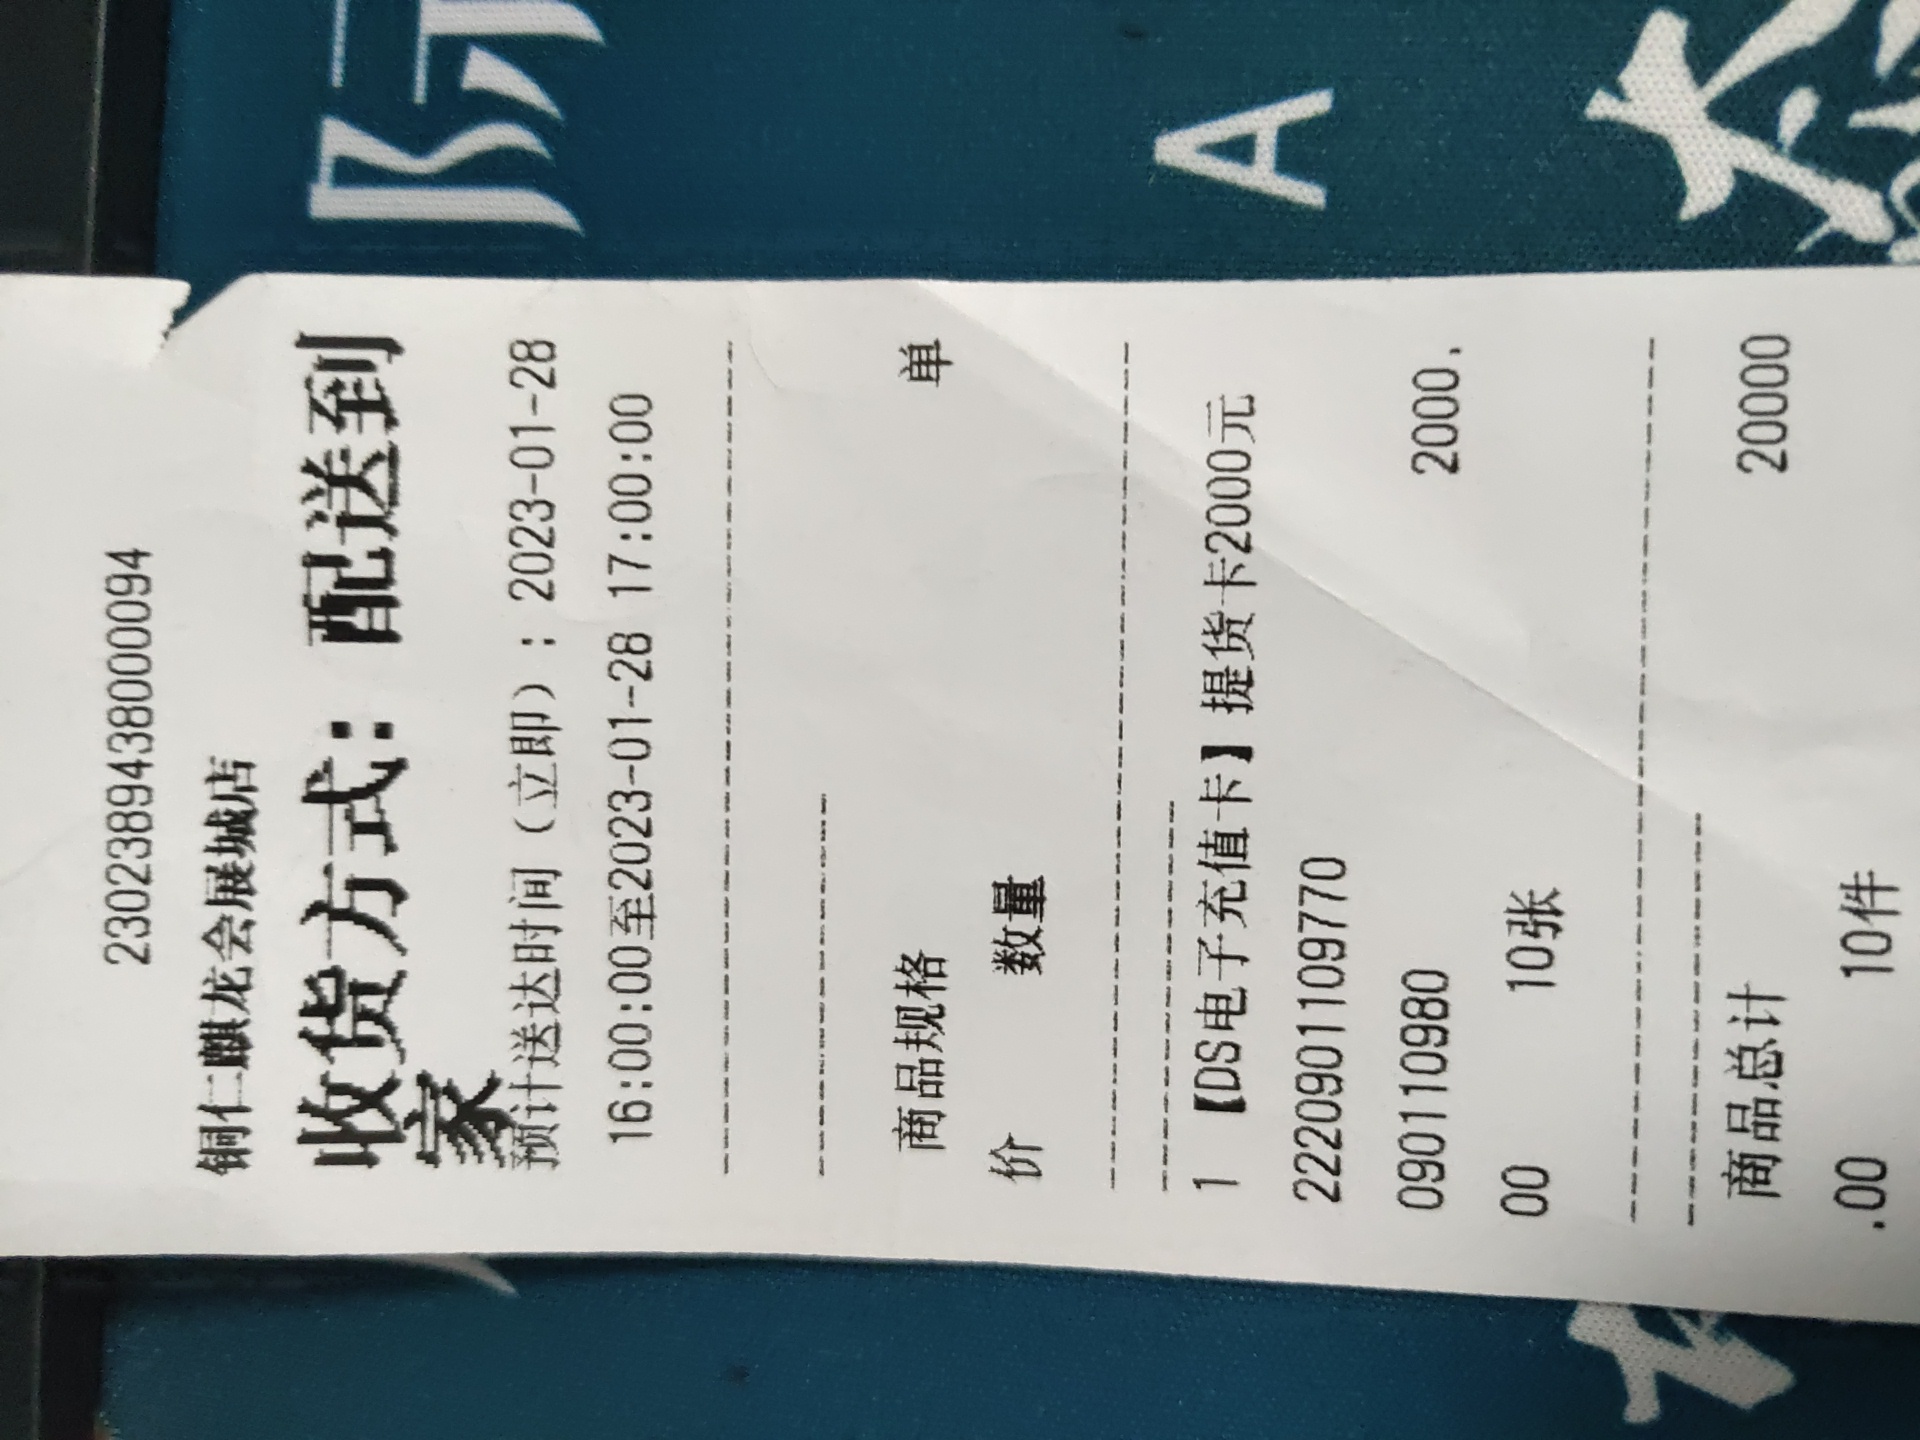 2302389438000094
铜仁麒龙会展城店
收货方式：配送到
家
预计送达时间（立即）：2023-01-28
16:00:00至2023-01-28 17:00:00
商品规格 单
价 数量
1 【DS电子充值卡】提货卡2000元
2220901109770
090110980 2000.
00 10张
商品总计 20000
.00 10件
A